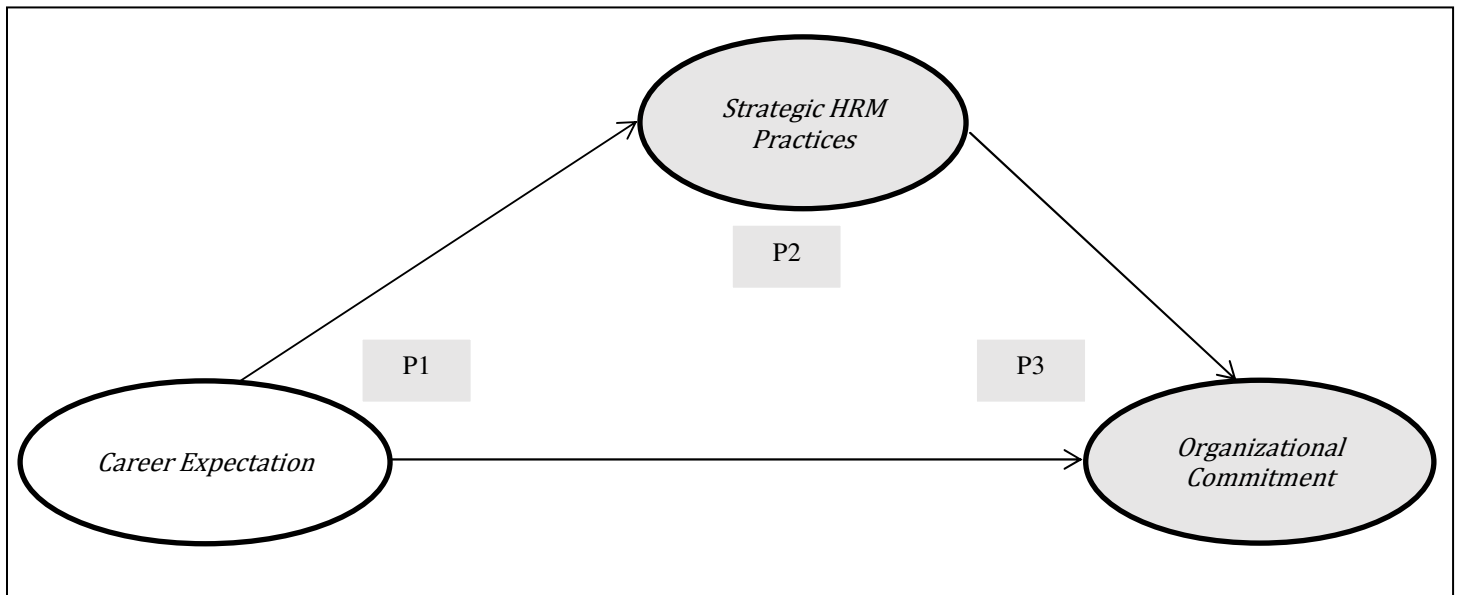 Strategic HRM
Practices
P2
P1
P3
Career Expectation
Organizational
Commitment